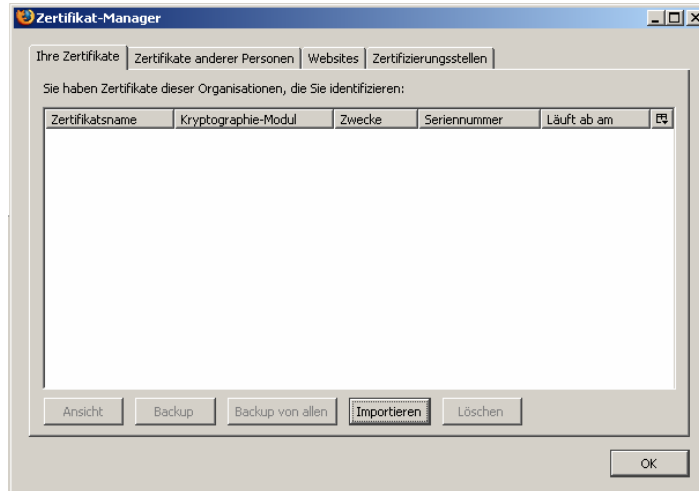 Zertifikat-Manager
Ihre Zertifikate Zertifikate anderer Personen Websites Zertifizierungsstellen
Sie haben Zertifikate dieser Organisationen, die Sie identifizieren:
Zertifikatsname Kryptographie-Modul Zwecke Seriennummer Läuft ab am
Ansicht Backup Backup von allen Importieren Löschen
OK